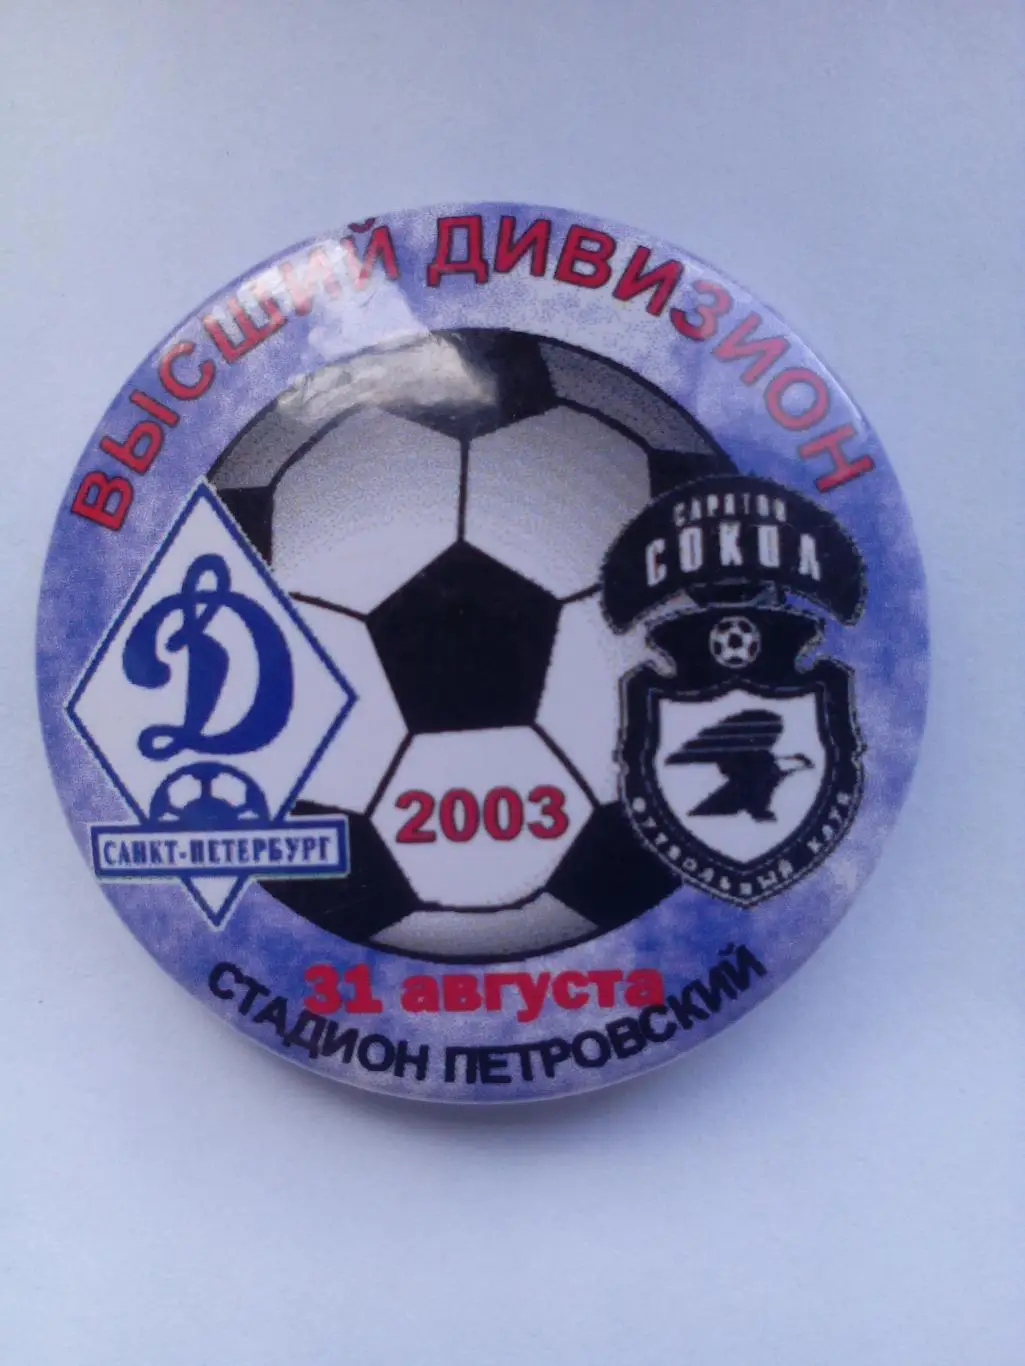 ВЫСШИЙ ДИВИЗИОН
САРАТОВ
СОКОЛ
Д
САНКТ-ПЕТЕРБУРГ
2003
ФУТБОЛЬНЫЙ КЛУБ
31 августа
СТАДИОН ПЕТРОВСКИЙ